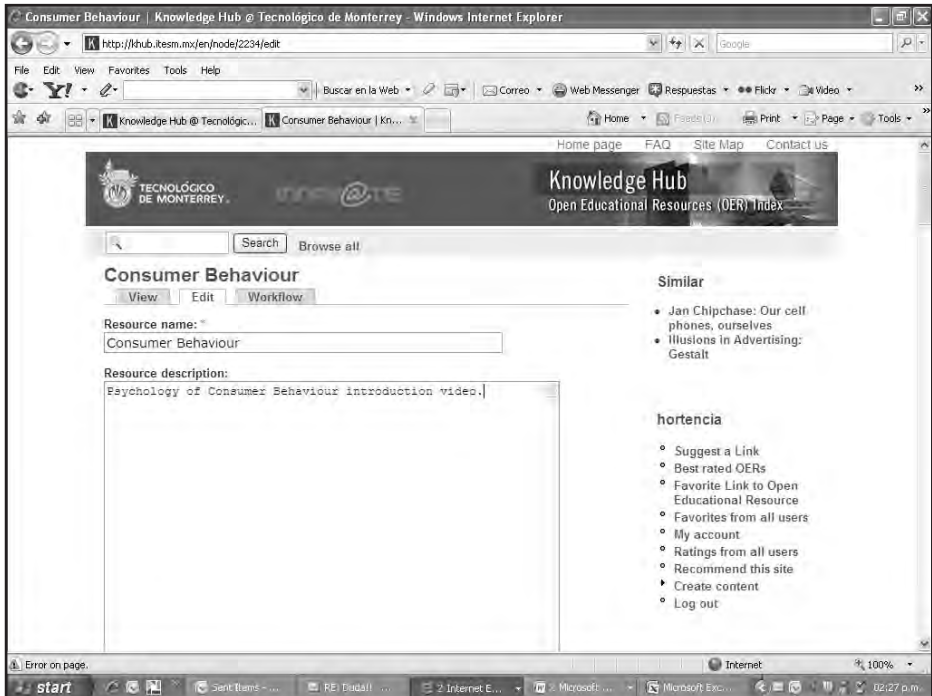 Consumer Behaviour | Knowledge Hub @ Tecnológico de Monterrey - Windows Internet Explorer
http://khub.itesm.mx/en/node/2234/edit
Google
File Edit View Favorites Tools Help
Y! Buscar en la Web Correo Web Messenger Respuestas Flickr Video »
Knowledge Hub @ Tecnológic... Consumer Behaviour | Kn... Home Feeds Print Page Tools »
Home page FAQ Site Map Contact us
TECNOLÓGICO
DE MONTERREY.
Knowledge Hub
Open Educational Resources (OER) Index
Search Browse all
Consumer Behaviour
View Edit Workflow
Resource name: *
Consumer Behaviour
Resource description:
Psychology of Consumer Behaviour introduction video.
Similar
Jan Chipchase: Our cell
phones, ourselves
Illusions in Advertising:
Gestalt
hortencia
Suggest a Link
Best rated OERs
Favorite Link to Open
Educational Resource
Favorites from all users
My account
Ratings from all users
Recommend this site
Create content
Log out
Error on page. Internet 100%
start Sent Items - ... 2 Internet E... Microsoft ... Microsoft Exc... 02:27 p.m.